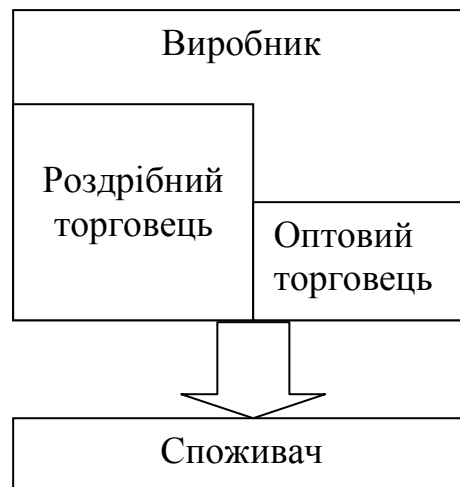 Виробник
Роздрібний
торговець
Оптовий
торговець
Споживач